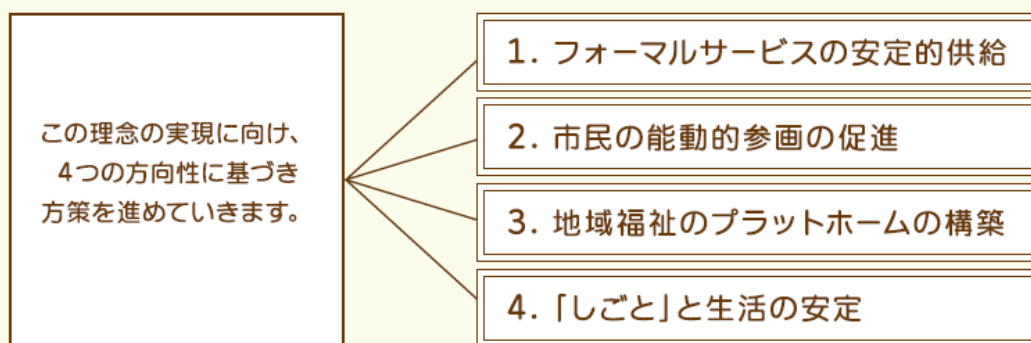 この理念の実現に向け、
4つの方向性に基づき
方策を進めていきます。
1. フォーマルサービスの安定的供給
2. 市民の能動的参画の促進
3. 地域福祉のプラットホームの構築
4. 「しごと」と生活の安定